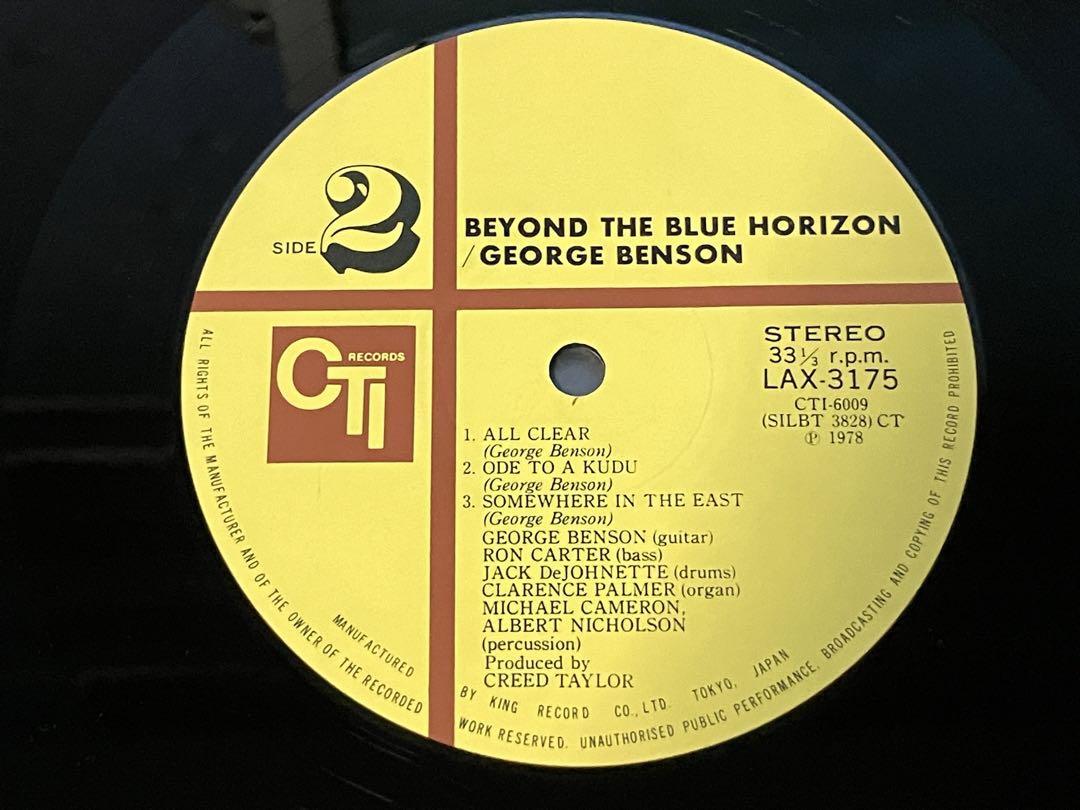 SIDE 2
BEYOND THE BLUE HORIZON
/GEORGE BENSON
CTI RECORDS
STEREO
33⅓ r.p.m.
LAX-3175
CTI-6009
(SILBT 3828) CT
Ⓟ 1978
1. ALL CLEAR
(George Benson)
2. ODE TO A KUDU
(George Benson)
3. SOMEWHERE IN THE EAST
(George Benson)
GEORGE BENSON (guitar)
RON CARTER (bass)
JACK DeJOHNETTE (drums)
CLARENCE PALMER (organ)
MICHAEL CAMERON,
ALBERT NICHOLSON
(percussion)
Produced by
CREED TAYLOR
MANUFACTURED BY KING RECORD CO., LTD. TOKYO, JAPAN
ALL RIGHTS OF THE MANUFACTURER AND OF THE OWNER OF THE RECORDED WORK RESERVED. UNAUTHORISED PUBLIC PERFORMANCE, BROADCASTING AND COPYING OF THIS RECORD PROHIBITED